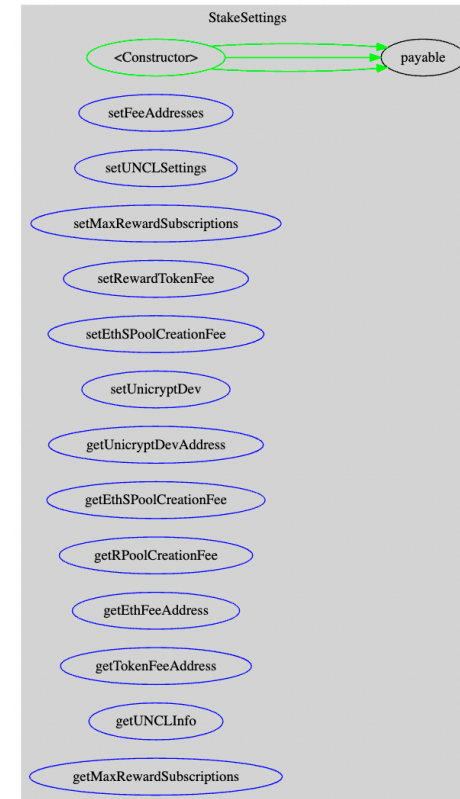 StakeSettings
<Constructor>
payable
setFeeAddresses
setUNCLSettings
setMaxRewardSubscriptions
setRewardTokenFee
setEthSPoolCreationFee
setUnicryptDev
getUnicryptDevAddress
getEthSPoolCreationFee
getRPoolCreationFee
getEthFeeAddress
getTokenFeeAddress
getUNCLInfo
getMaxRewardSubscriptions